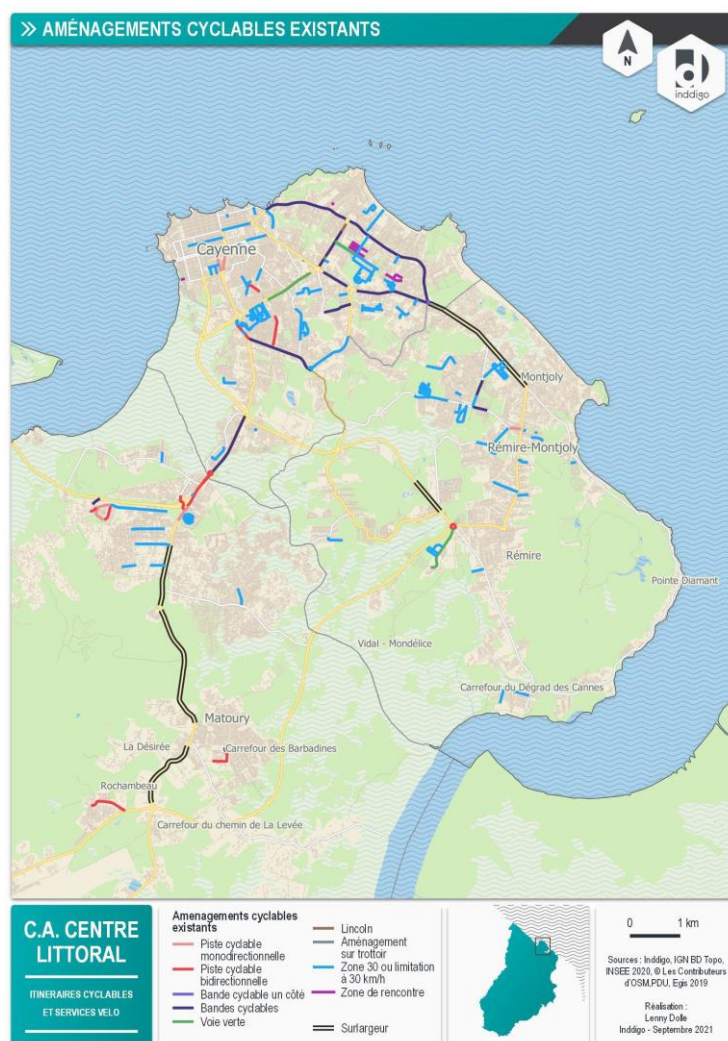 >> AMÉNAGEMENTS CYCLABLES EXISTANTS
N
inddigo
Cayenne
Montjoly
Rémire-Montjoly
Rémire
Pointe Diamant
Vidal - Mondélice
Carrefour du Dégrad des Cannes
Matoury
La Désirée
Carrefour des Barbadines
Rochambeau
Carrefour du chemin de La Levée
C.A. CENTRE
LITTORAL
ITINERAIRES CYCLABLES
ET SERVICES VELO
Amenagements cyclables
existants
Piste cyclable
monodirectionnelle
Piste cyclable
bidirectionnelle
Bande cyclable un côté
Bandes cyclables
Voie verte
Lincoln
Aménagement
sur trottoir
Zone 30 ou limitation
à 30 km/h
Zone de rencontre
Surlargeur
0 1 km
Sources : Inddigo, IGN BD Topo,
INSEE 2020, © Les Contributeurs
d'OSM,PDU, Egis 2019
Réalisation :
Lenny Dolle
Inddigo - Septembre 2021